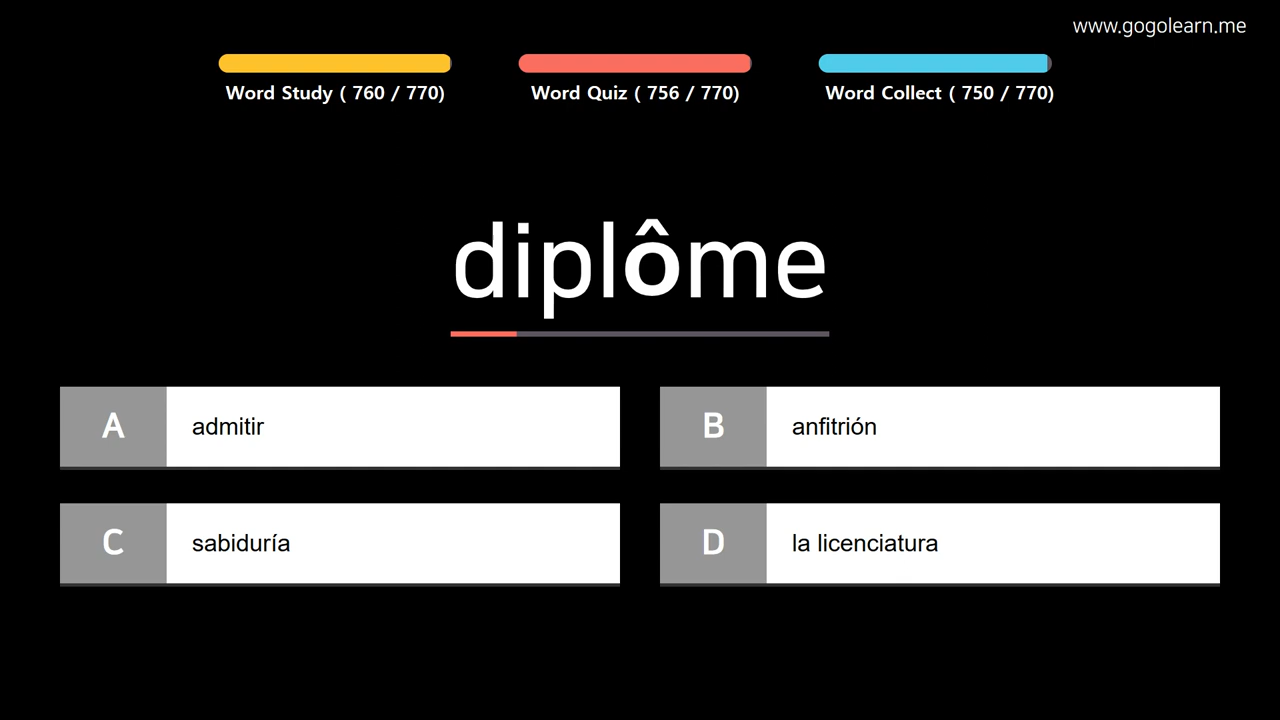 www.gogolearn.me
Word Study ( 760 / 770)
Word Quiz ( 756 / 770)
Word Collect ( 750 / 770)
diplôme
A admitir
B anfitrión
C sabiduría
D la licenciatura